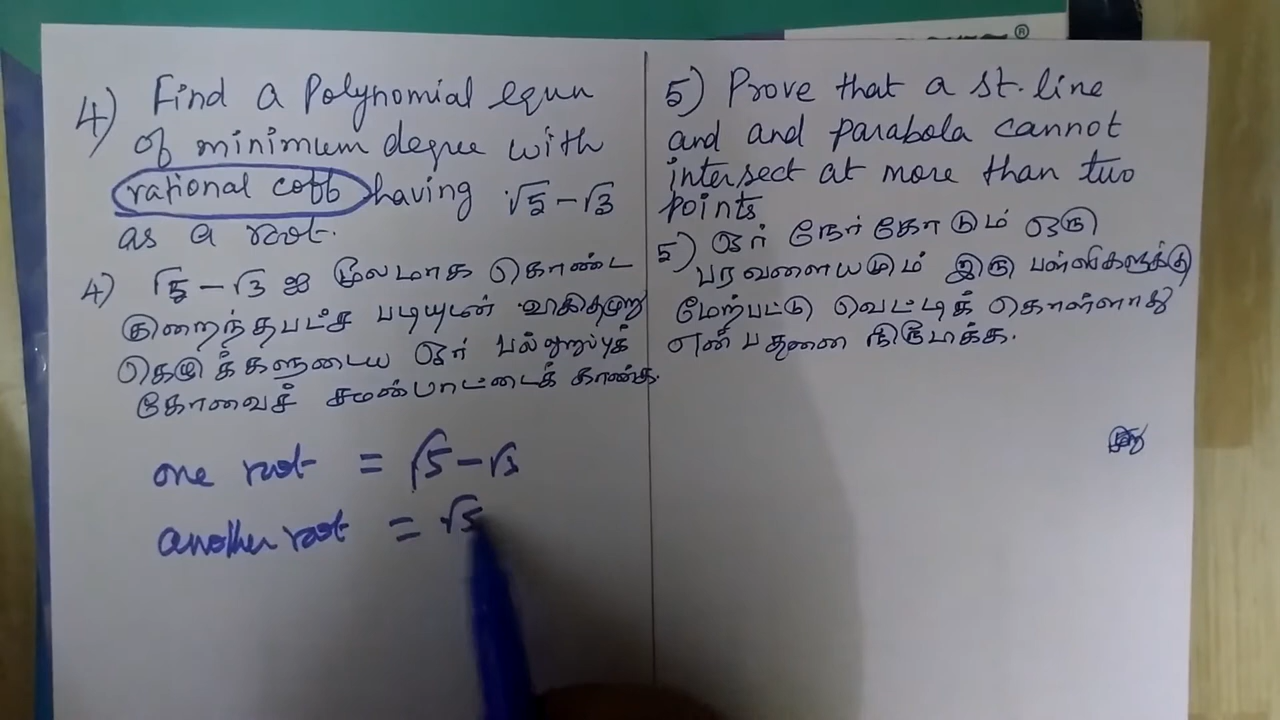 4) Find a Polynomial equn
of minimum degree with
rational coff having √5 - √3
as a root.
4) √5 - √3 ஐ மூலமாக கொண்ட
குறைந்தபட்ச படியுடன் விகிதமுறு
கெழுக்களுடைய ஓர் பல்லுறுப்புக்
கோவைச் சமன்பாட்டைக் காண்க.
one root = √5 - √3
another root = √5
5) Prove that a st. line
and and parabola cannot
intersect at more than two
points
5) ஓர் நேர்கோடும் ஒரு
பரவளையமும் இரு புள்ளிகளுக்கு
மேற்பட்டு வெட்டிக் கொள்ளாது
என்பதனை நிரூபிக்க.